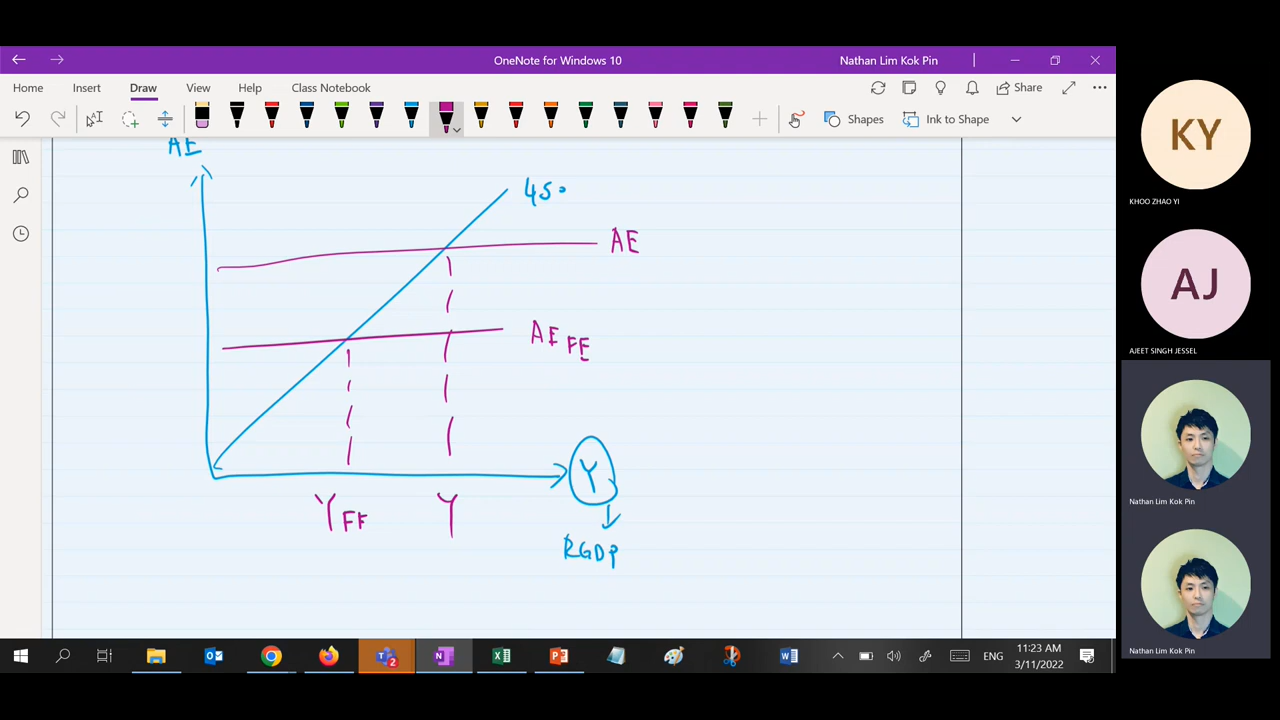 OneNote for Windows 10
Nathan Lim Kok Pin
Home
Insert
Draw
View
Help
Class Notebook
Share
Shapes
Ink to Shape
AE
45°
AE
AE FE
Y
Y FF
Y
RGDP
KY
KHOO ZHAO YI
AJ
AJEET SINGH JESSEL
Nathan Lim Kok Pin
Nathan Lim Kok Pin
2
ENG
11:23 AM
3/11/2022